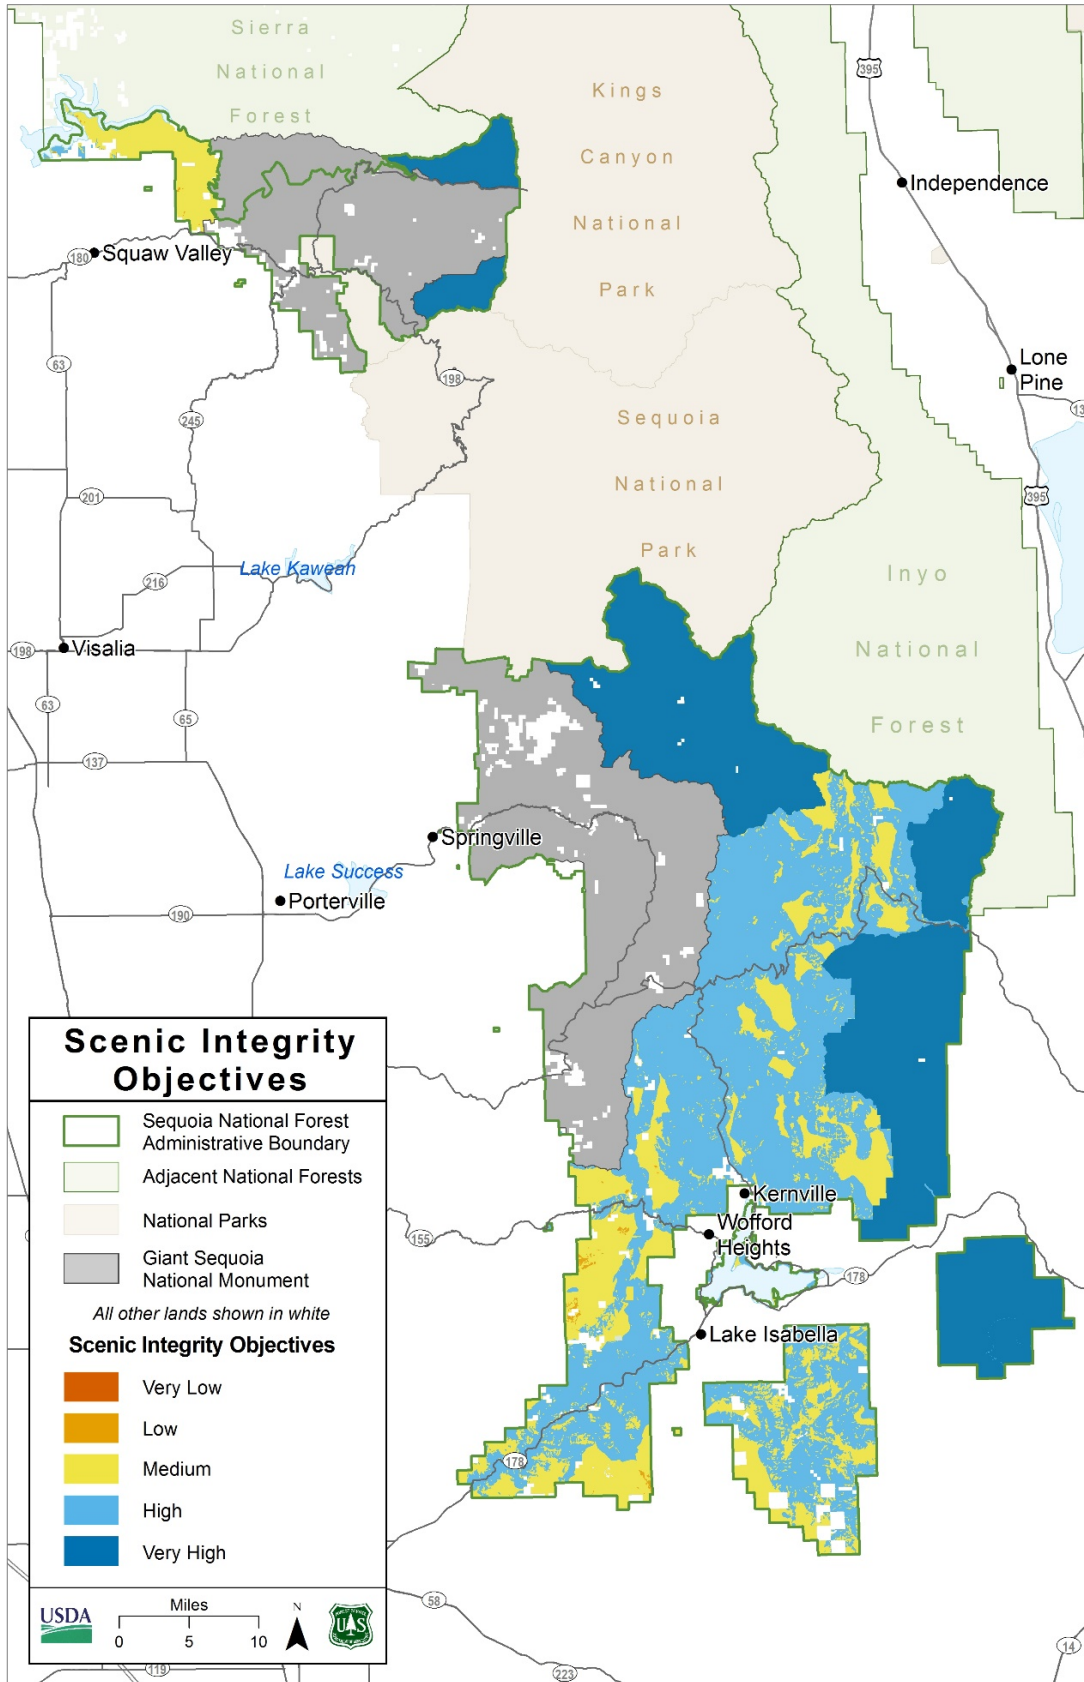 Sierra
National
Forest
Kings
Canyon
National
Park
395
Independence
180
Squaw Valley
63
198
Lone
Pine
13
245
Sequoia
National
Park
201
395
Lake Kaweah
216
Inyo
National
Forest
198
Visalia
63
65
137
Springville
Lake Success
Porterville
190
Scenic Integrity
Objectives
Sequoia National Forest
Administrative Boundary
Adjacent National Forests
National Parks
Giant Sequoia
National Monument
All other lands shown in white
Scenic Integrity Objectives
Very Low
Low
Medium
High
Very High
USDA
Miles
0 5 10
N
U S
Kernville
Wofford
Heights
155
178
Lake Isabella
178
58
14
119
223